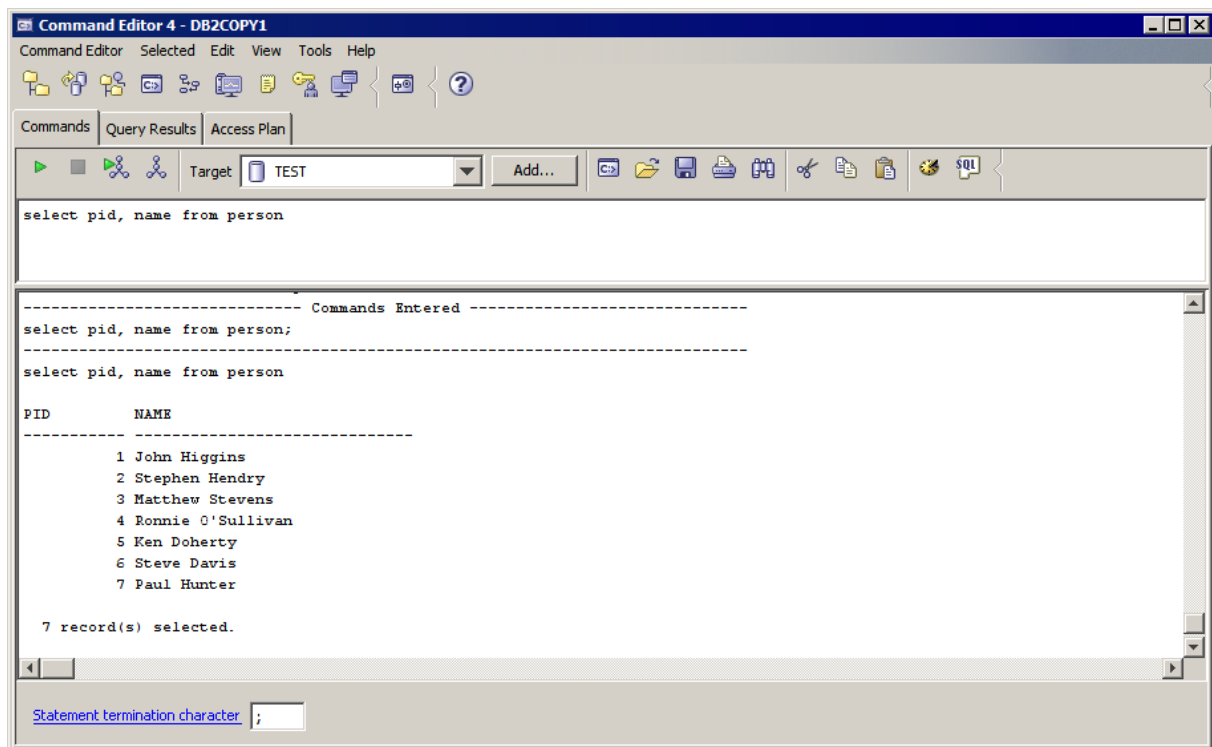 Command Editor 4 - DB2COPY1
Command Editor Selected Edit View Tools Help
Commands Query Results Access Plan
Target TEST Add... SQL
select pid, name from person
------------------------------ Commands Entered ------------------------------
select pid, name from person;
------------------------------------------------------------------------------
select pid, name from person
PID NAME
----------- ------------------------------
1 John Higgins
2 Stephen Hendry
3 Matthew Stevens
4 Ronnie O'Sullivan
5 Ken Doherty
6 Steve Davis
7 Paul Hunter
7 record(s) selected.
Statement termination character ;